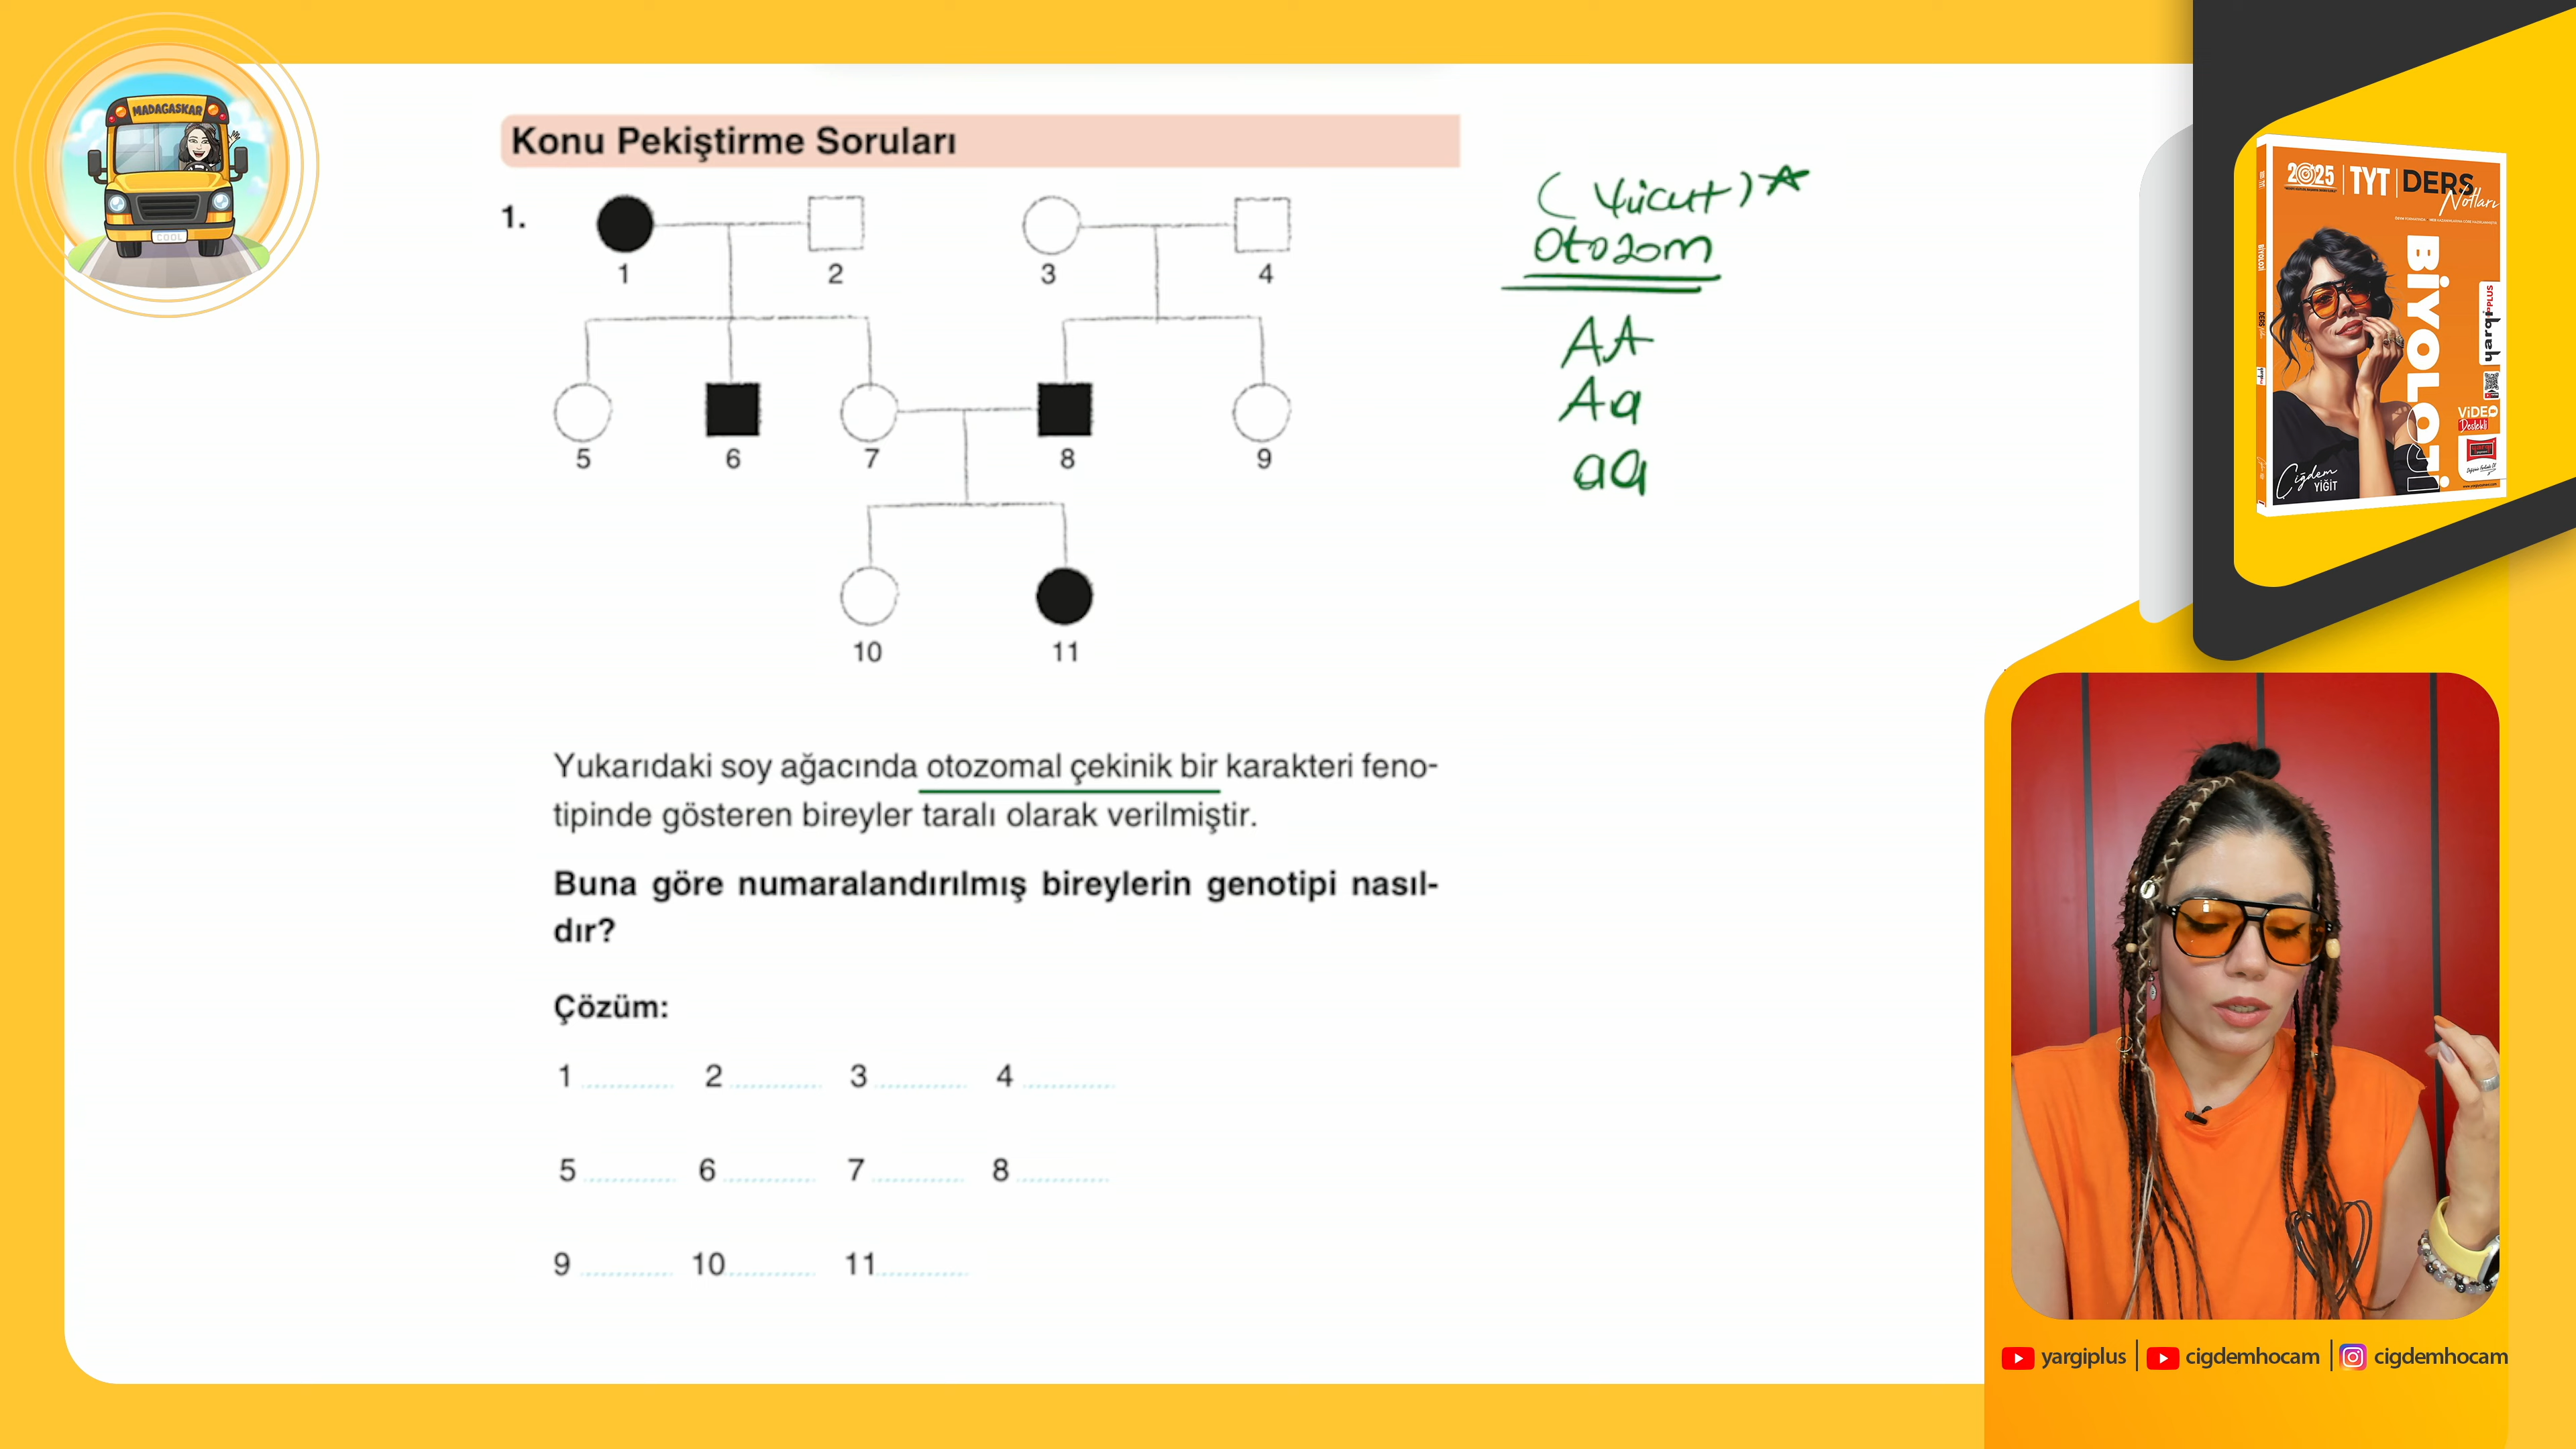 MADAGASKAR
COOL
Konu Pekiştirme Soruları
1.
1 2 3 4
5 6 7 8 9
10 11
(Vücut) ★
Otozom
AA
Aa
aa
Yukarıdaki soy ağacında otozomal çekinik bir karakteri feno-
tipinde gösteren bireyler taralı olarak verilmiştir.
Buna göre numaralandırılmış bireylerin genotipi nasıl-
dır?
Çözüm:
1 .................... 2 .................... 3 .................... 4 ....................
5 .................... 6 .................... 7 .................... 8 ....................
9 .................... 10 .................... 11 ....................
2025 TYT DERS
Notları
BİYOLOJİ
yargı PLUS
VİDEO
Destekli
Çiğdem
YİĞİT
yargiplus | cigdemhocam | cigdemhocam